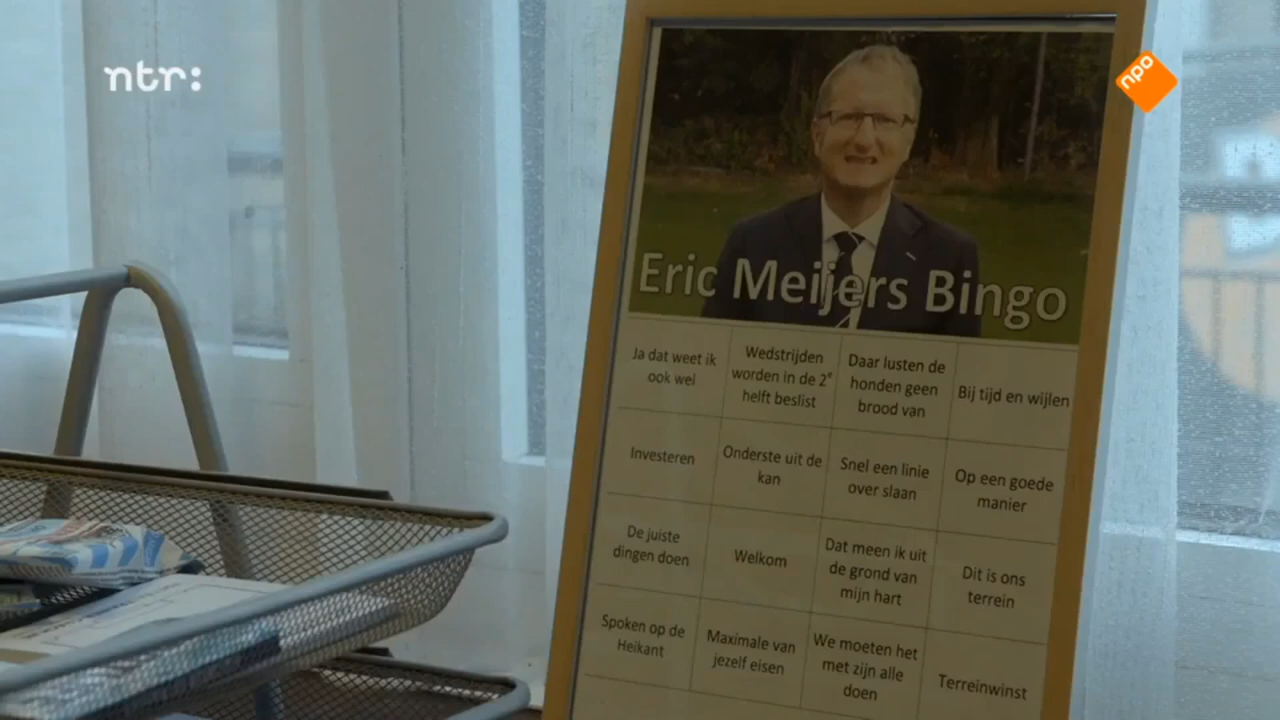 ntr:
npo
Eric Meijers Bingo
Ja dat weet ik
ook wel
Wedstrijden
worden in de 2e
helft beslist
Daar lusten de
honden geen
brood van
Bij tijd en wijlen
Investeren
Onderste uit de
kan
Snel een linie
over slaan
Op een goede
manier
De juiste
dingen doen
Welkom
Dat meen ik uit
de grond van
mijn hart
Dit is ons
terrein
Spoken op de
Heikant
Maximale van
jezelf eisen
We moeten het
met zijn alle
doen
Terreinwinst